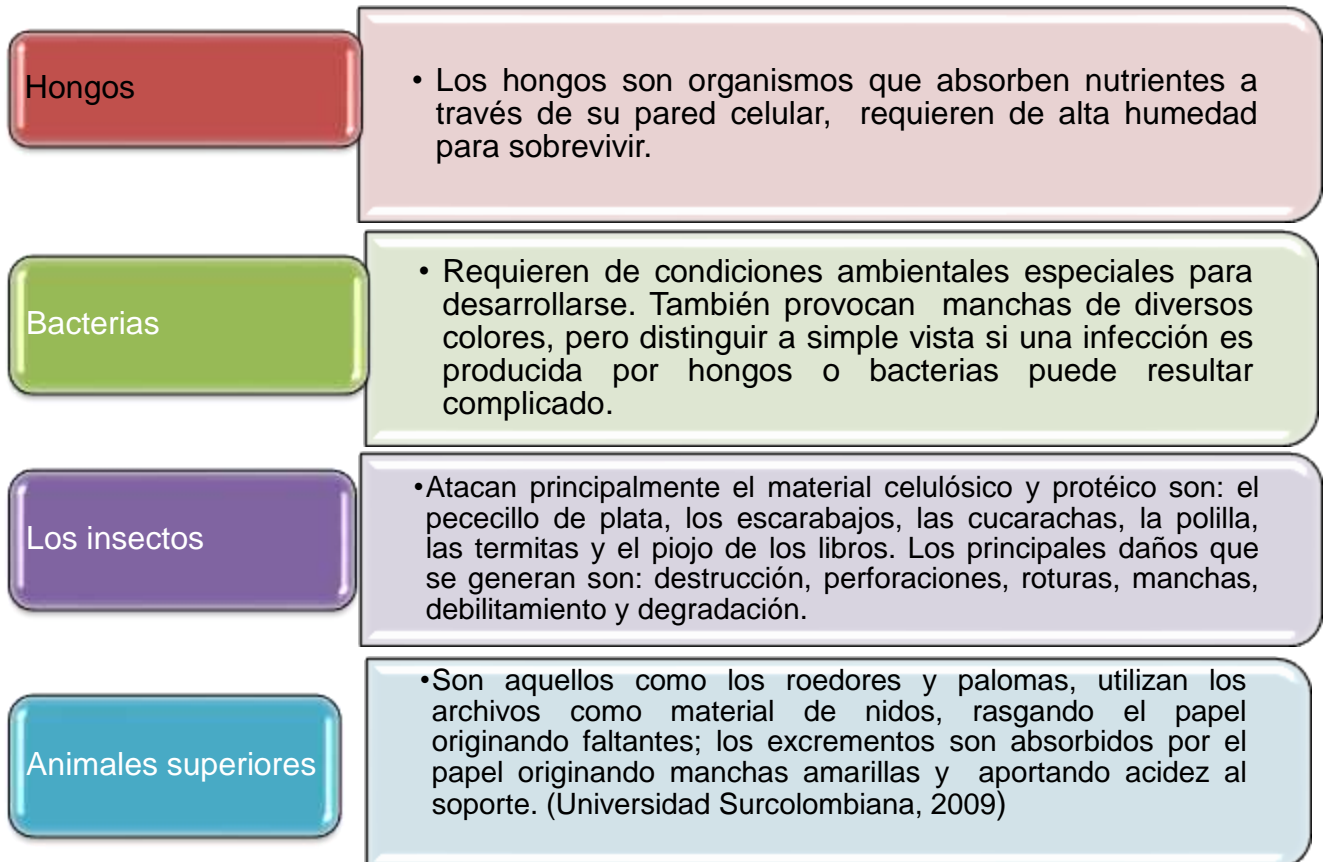 Hongos
• Los hongos son organismos que absorben nutrientes a
través de su pared celular, requieren de alta humedad
para sobrevivir.
Bacterias
• Requieren de condiciones ambientales especiales para
desarrollarse. También provocan manchas de diversos
colores, pero distinguir a simple vista si una infección es
producida por hongos o bacterias puede resultar
complicado.
Los insectos
•Atacan principalmente el material celulósico y protéico son: el
pececillo de plata, los escarabajos, las cucarachas, la polilla,
las termitas y el piojo de los libros. Los principales daños que
se generan son: destrucción, perforaciones, roturas, manchas,
debilitamiento y degradación.
Animales superiores
•Son aquellos como los roedores y palomas, utilizan los
archivos como material de nidos, rasgando el papel
originando faltantes; los excrementos son absorbidos por el
papel originando manchas amarillas y aportando acidez al
soporte. (Universidad Surcolombiana, 2009)